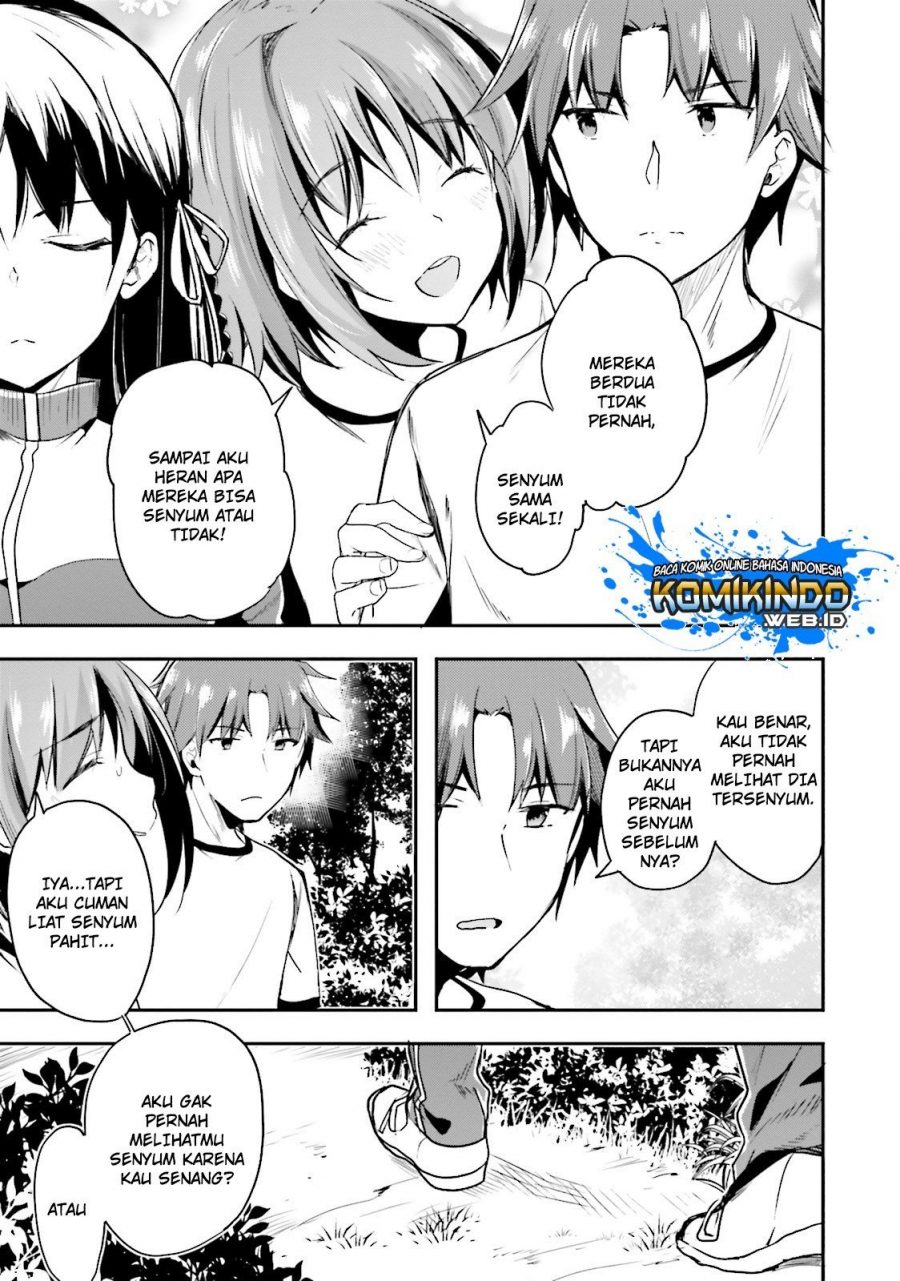 MEREKA
BERDUA
TIDAK
PERNAH,
SENYUM
SAMA
SEKALI!
SAMPAI AKU
HERAN APA
MEREKA BISA
SENYUM ATAU
TIDAK!
BACA KOMIK ONLINE BAHASA INDONESIA
KOMIKINDO
.WEB.ID
KAU BENAR,
AKU TIDAK
PERNAH
MELIHAT DIA
TERSENYUM.
TAPI
BUKANNYA
AKU
PERNAH
SENYUM
SEBELUM
NYA?
IYA...TAPI
AKU CUMAN
LIAT SENYUM
PAHIT...
AKU GAK
PERNAH
MELIHATMU
SENYUM KARENA
KAU SENANG?
ATAU